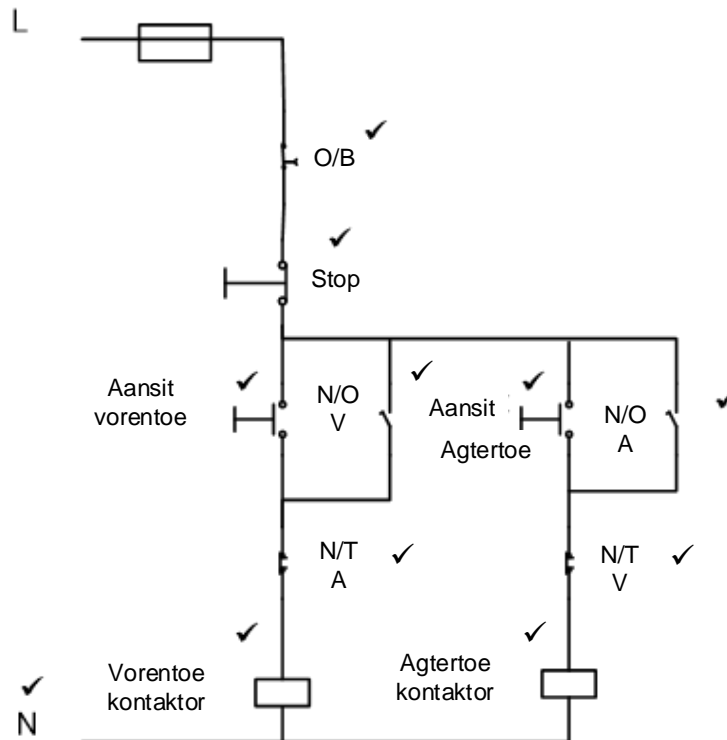 L
O/B
Stop
Aansit
vorentoe
N/O
V
Aansit
Agtertoe
N/O
A
N/T
A
N/T
V
Vorentoe
kontaktor
Agtertoe
kontaktor
N